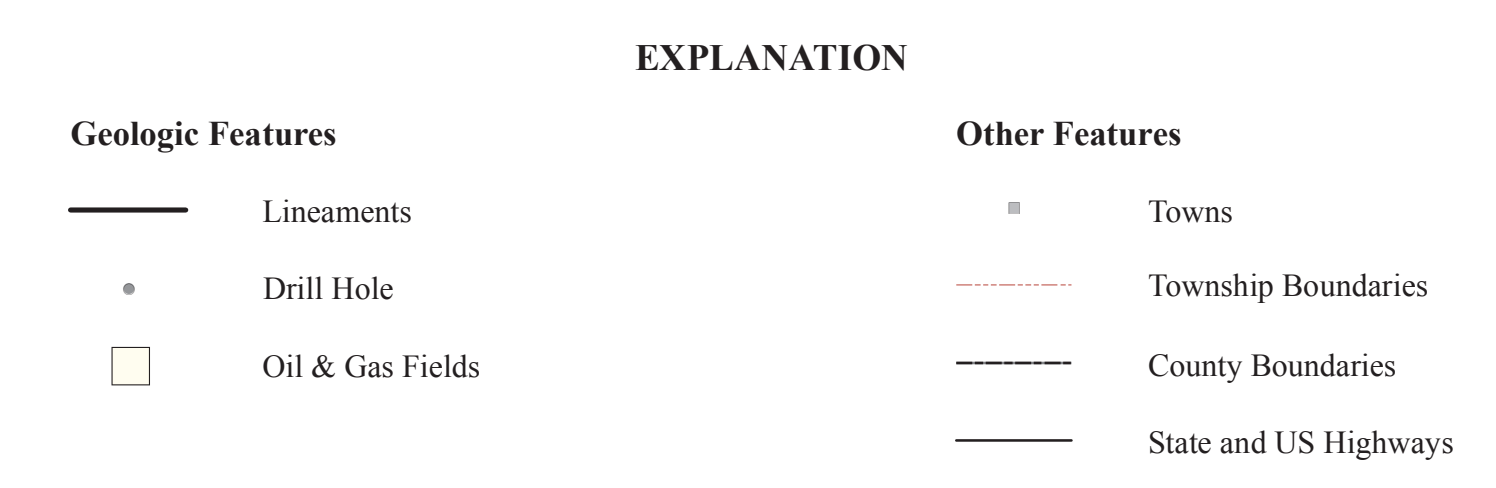 EXPLANATION
Geologic Features
Lineaments
Drill Hole
Oil & Gas Fields
Other Features
Towns
Township Boundaries
County Boundaries
State and US Highways